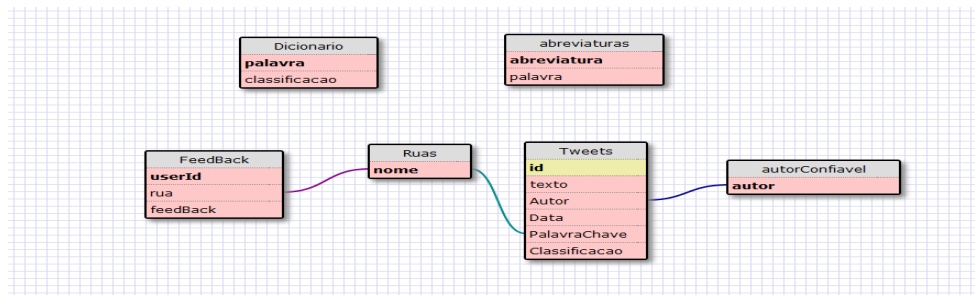 Dicionario
palavra
classificacao
abreviaturas
abreviatura
palavra
FeedBack
userId
rua
feedBack
Ruas
nome
Tweets
id
texto
Autor
Data
PalavraChave
Classificacao
autorConfiavel
autor